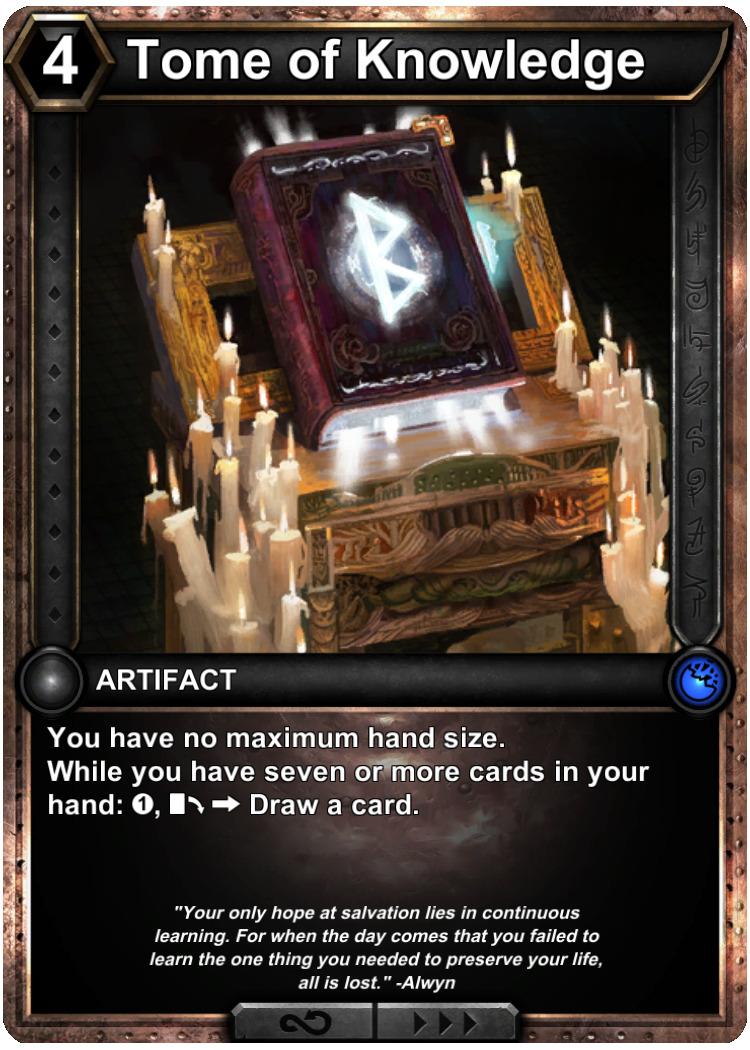 4 Tome of Knowledge
ARTIFACT
You have no maximum hand size.
While you have seven or more cards in your
hand: ❶, ➡ Draw a card.
"Your only hope at salvation lies in continuous
learning. For when the day comes that you failed to
learn the one thing you needed to preserve your life,
all is lost." -Alwyn